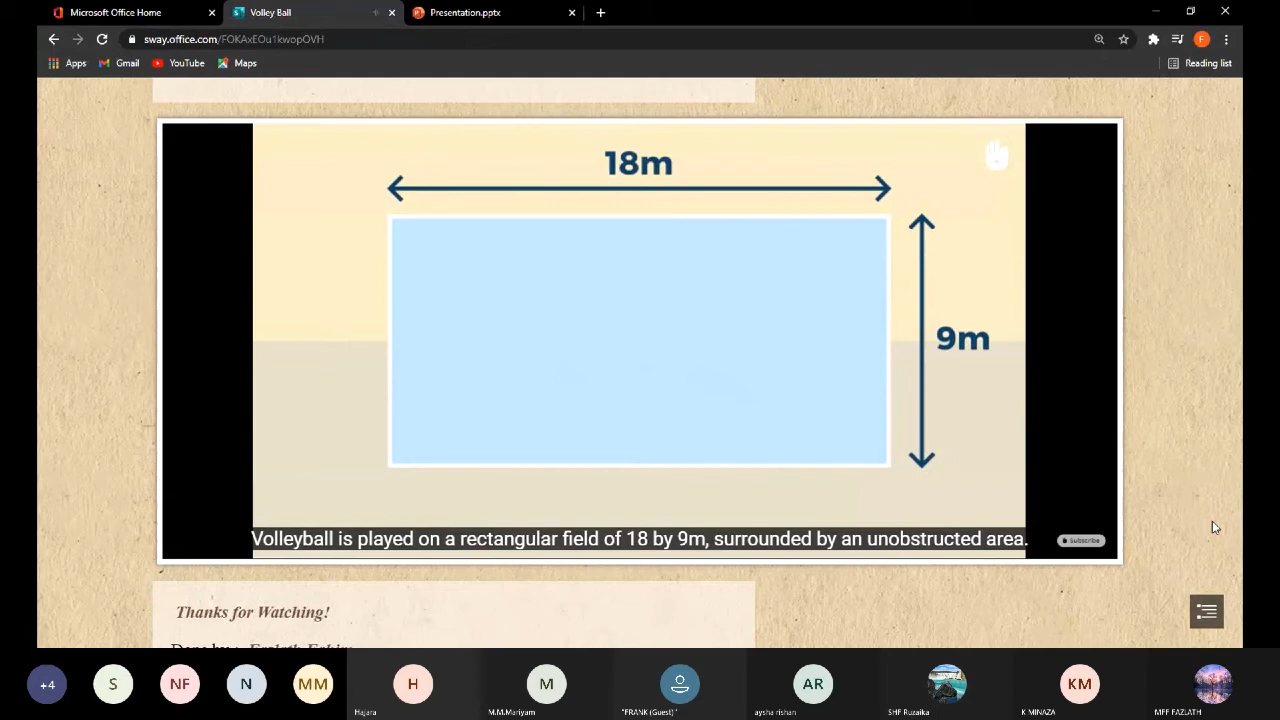 Microsoft Office Home
Volley Ball
Presentation.pptx
sway.office.com/FOKAxEOu1kwopOVH
F
Apps
Gmail
YouTube
Maps
Reading list
18m
9m
Volleyball is played on a rectangular field of 18 by 9m, surrounded by an unobstructed area.
Subscribe
Thanks for Watching!
+4
S
NF
N
MM
H
M
AR
KM
Hajara
M.M.Mariyam
"FRANK (Guest)"
aysha rishan
SHF Ruzaika
K MINAZA
MFF FAZLATH